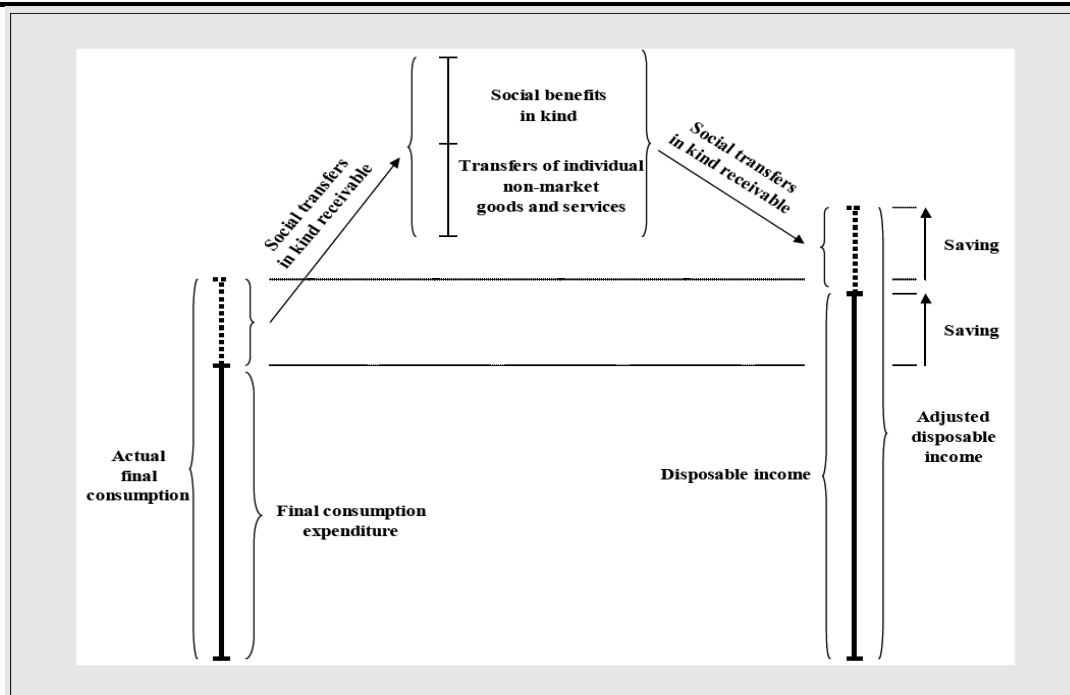 Social benefits
in kind
Transfers of individual
non-market
goods and services
Social transfers
in kind receivable
Social transfers
in kind receivable
Saving
Saving
Actual
final
consumption
Final consumption
expenditure
Disposable income
Adjusted
disposable
income